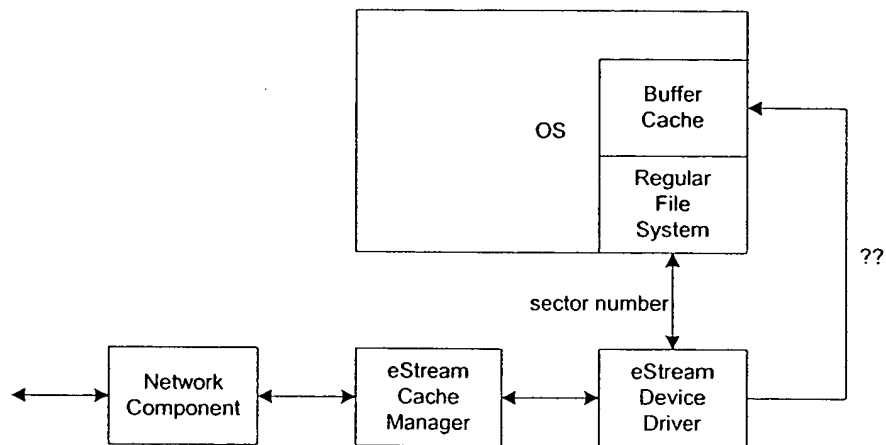 Buffer
Cache
OS
Regular
File
System
??
sector number
Network
Component
eStream
Cache
Manager
eStream
Device
Driver